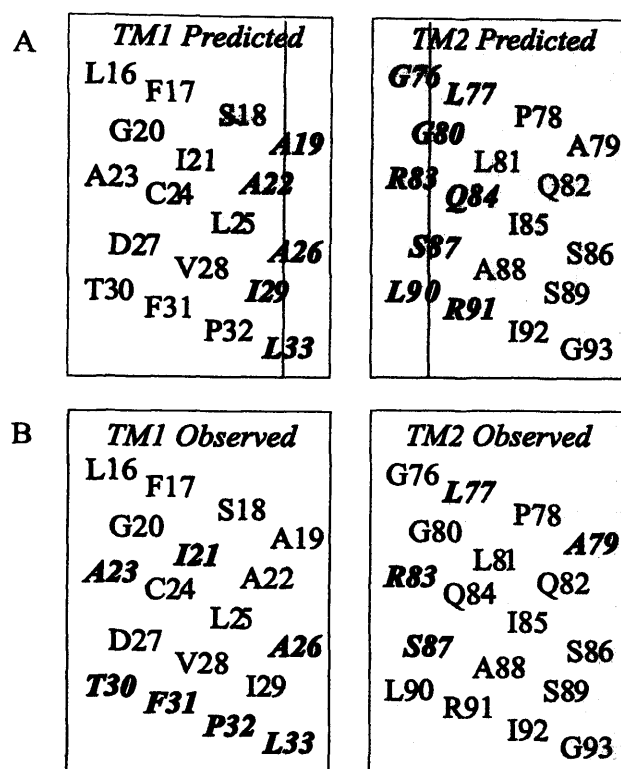 A
TM1 Predicted
L16
F17
S18
A19
G20
I21
A22
A23
C24
L25
A26
D27
V28
I29
T30
F31
P32
L33
TM2 Predicted
G76
L77
P78
A79
G80
L81
Q82
R83
Q84
I85
S86
S87
A88
S89
L90
R91
I92
G93
B
TM1 Observed
L16
F17
S18
A19
G20
I21
A22
A23
C24
L25
A26
D27
V28
I29
T30
F31
P32
L33
TM2 Observed
G76
L77
P78
A79
G80
L81
Q82
R83
Q84
I85
S86
S87
A88
S89
L90
R91
I92
G93